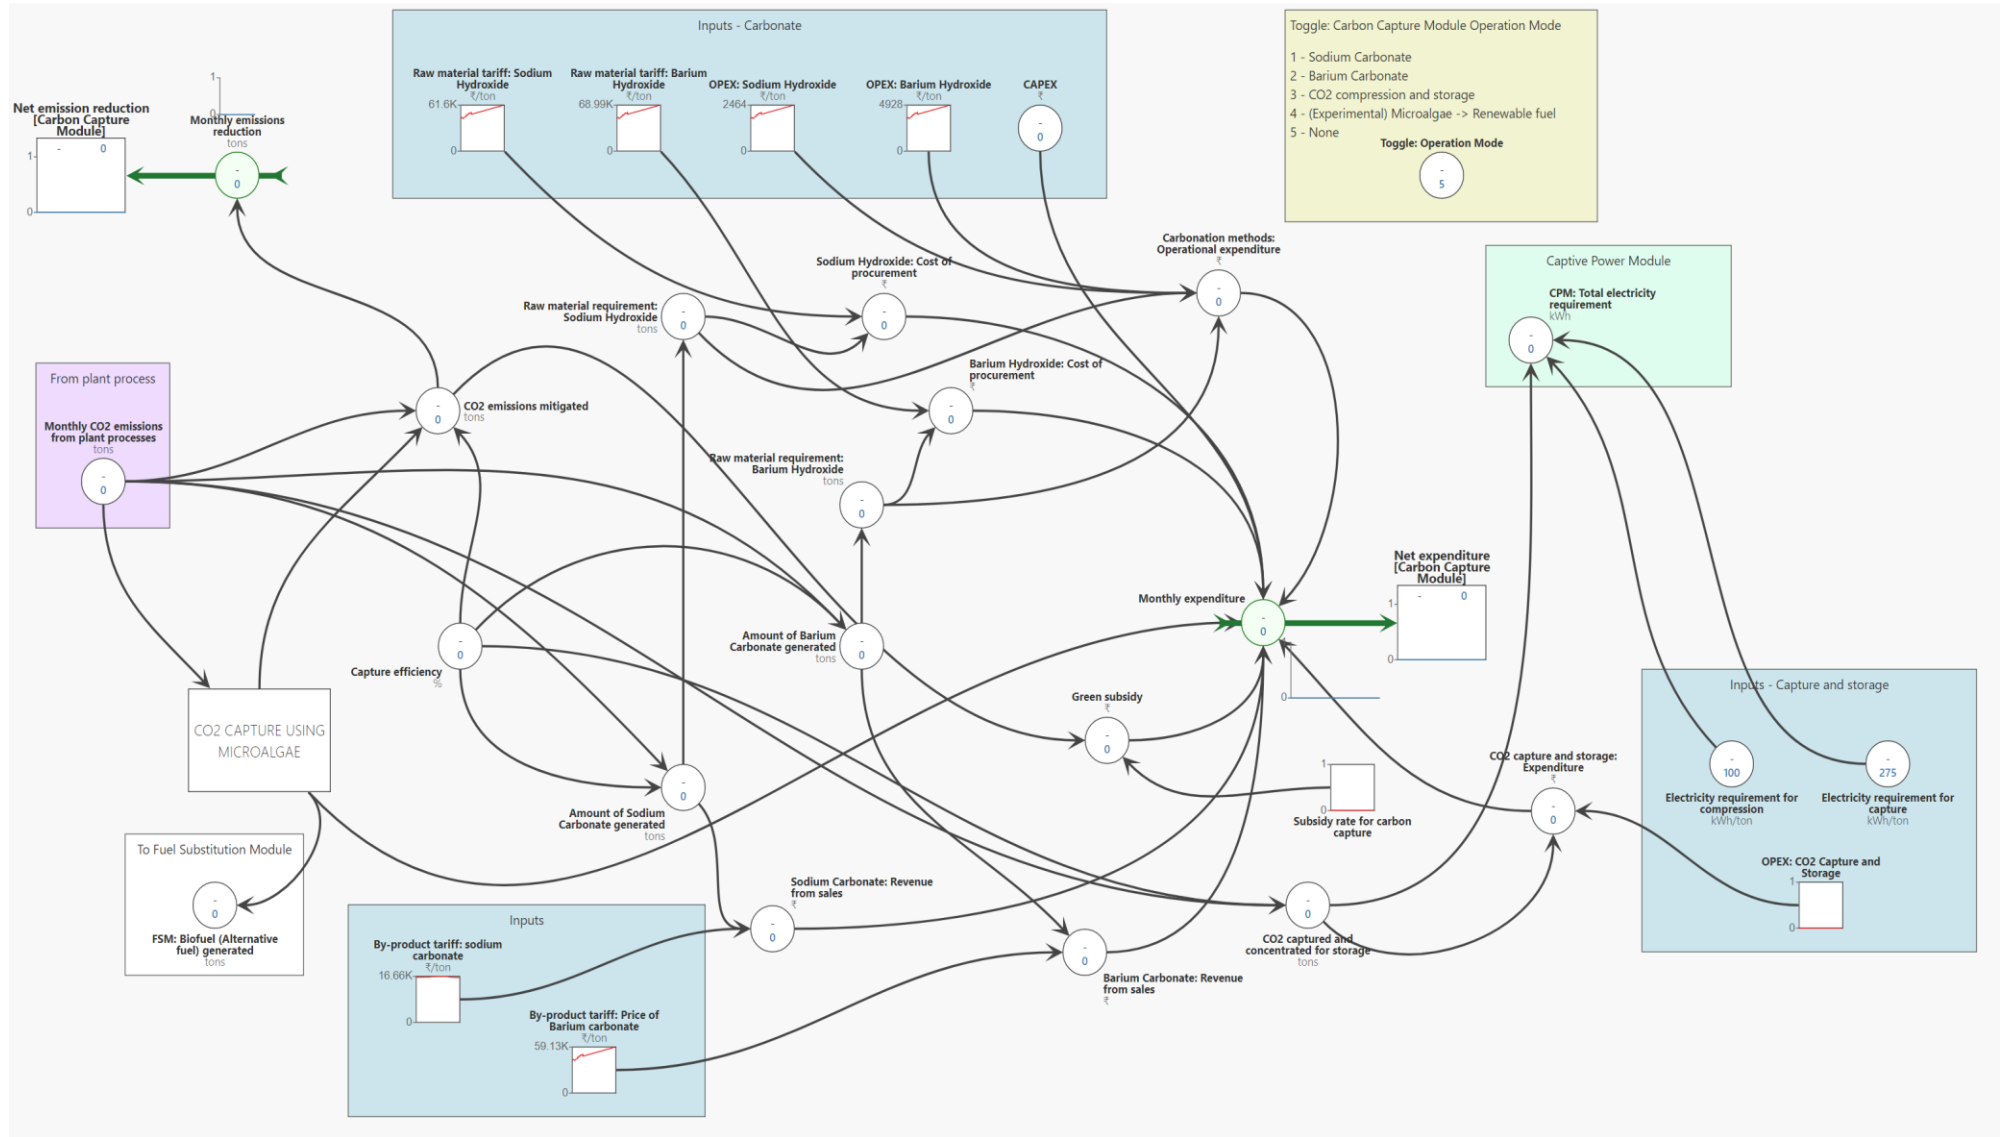 Inputs - Carbonate
Raw material tariff: Sodium
Hydroxide
₹/ton
61.6K
0
Raw material tariff: Barium
Hydroxide
₹/ton
68.99K
0
OPEX: Sodium Hydroxide
₹/ton
2464
0
OPEX: Barium Hydroxide
₹/ton
4928
0
CAPEX
₹
-
0
Toggle: Carbon Capture Module Operation Mode
1 - Sodium Carbonate
2 - Barium Carbonate
3 - CO2 compression and storage
4 - (Experimental) Microalgae -> Renewable fuel
5 - None
Toggle: Operation Mode
-
5
Net emission reduction
[Carbon Capture
Module]
1
- 0
0
1
0
Monthly emissions
reduction
tons
-
0
Carbonation methods:
Operational expenditure
₹
-
0
Captive Power Module
CPM: Total electricity
requirement
kWh
-
0
Sodium Hydroxide: Cost of
procurement
₹
-
0
Raw material requirement:
Sodium Hydroxide
tons
-
0
Barium Hydroxide: Cost of
procurement
₹
-
0
From plant process
Monthly CO2 emissions
from plant processes
tons
-
0
CO2 emissions mitigated
tons
-
0
Raw material requirement:
Barium Hydroxide
tons
-
0
Monthly expenditure
-
0
0
Net expenditure
[Carbon Capture
Module]
1
- 0
0
Capture efficiency
%
-
0
Amount of Barium
Carbonate generated
tons
-
0
CO2 CAPTURE USING
MICROALGAE
Green subsidy
₹
-
0
Amount of Sodium
Carbonate generated
tons
-
0
1
0
Subsidy rate for carbon
capture
CO2 capture and storage:
Expenditure
₹
-
0
Inputs - Capture and storage
-
100
Electricity requirement for
compression
kWh/ton
-
275
Electricity requirement for
capture
kWh/ton
OPEX: CO2 Capture and
Storage
1
0
To Fuel Substitution Module
-
0
FSM: Biofuel (Alternative
fuel) generated
tons
Sodium Carbonate: Revenue
from sales
₹
-
0
-
0
CO2 captured and
concentrated for storage
tons
-
0
Barium Carbonate: Revenue
from sales
₹
Inputs
By-product tariff: sodium
carbonate
₹/ton
16.66K
0
By-product tariff: Price of
Barium carbonate
₹/ton
59.13K
0